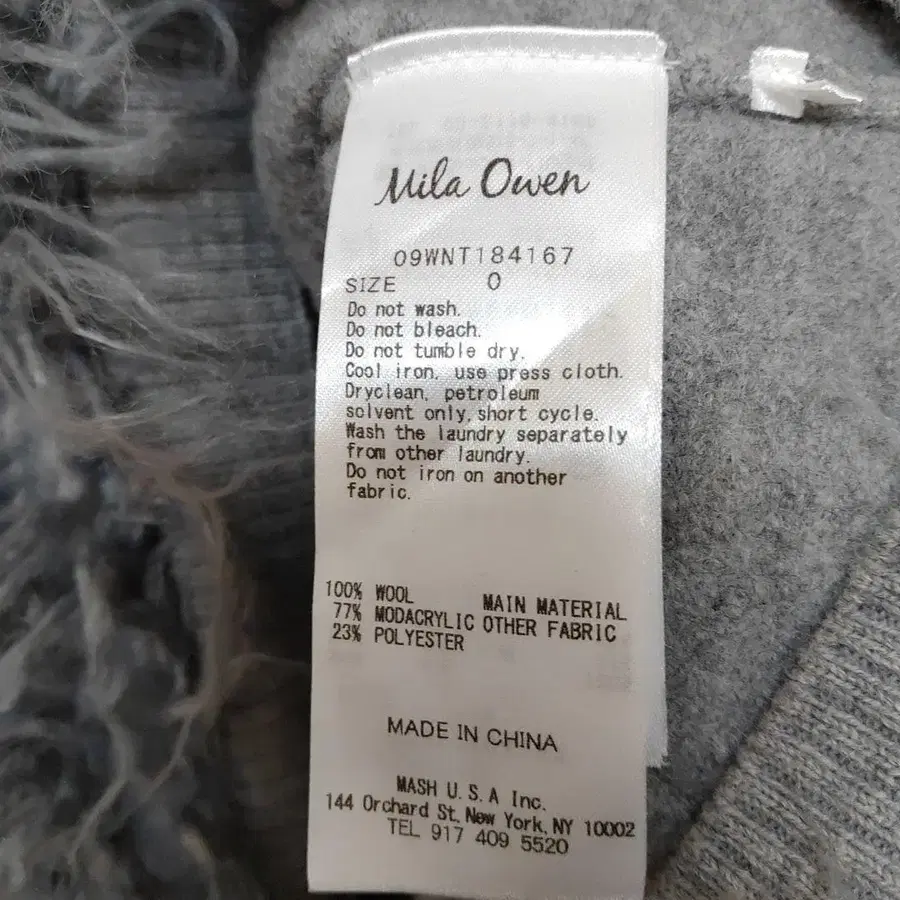 Mila Owen
09WNT184167
SIZE 0
Do not wash.
Do not bleach.
Do not tumble dry.
Cool iron, use press cloth.
Dryclean, petroleum
solvent only, short cycle.
Wash the laundry separately
from other laundry.
Do not iron on another
fabric.
100% WOOL MAIN MATERIAL
77% MODACRYLIC OTHER FABRIC
23% POLYESTER
MADE IN CHINA
MASH U.S.A Inc.
144 Orchard St, New York, NY 10002
TEL 917 409 5520